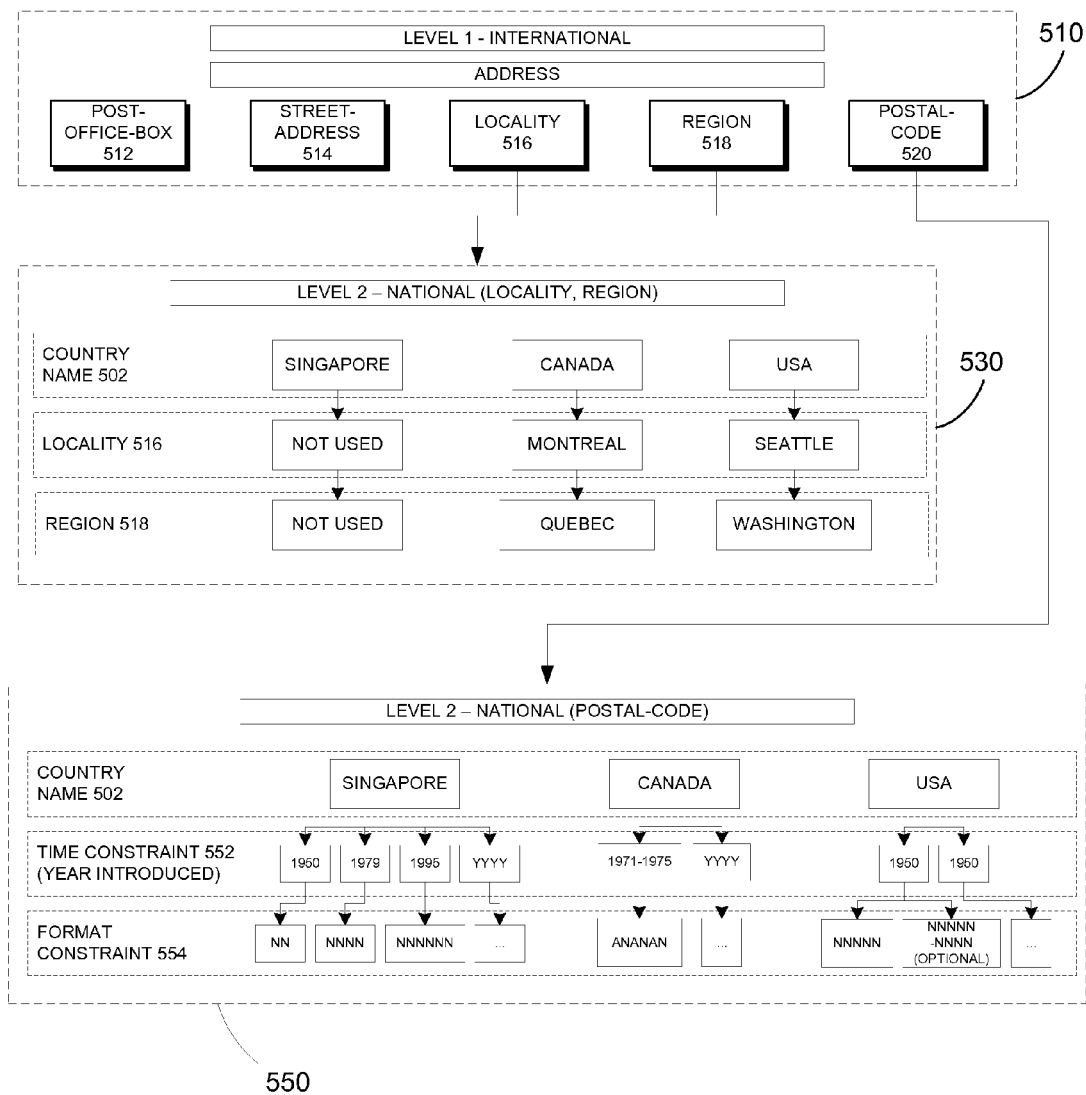 LEVEL 1 - INTERNATIONAL
510
ADDRESS
POST-
OFFICE-BOX
512
STREET-
ADDRESS
514
LOCALITY
516
REGION
518
POSTAL-
CODE
520
LEVEL 2 – NATIONAL (LOCALITY, REGION)
COUNTRY
NAME 502
SINGAPORE
CANADA
USA
530
LOCALITY 516
NOT USED
MONTREAL
SEATTLE
REGION 518
NOT USED
QUEBEC
WASHINGTON
LEVEL 2 – NATIONAL (POSTAL-CODE)
COUNTRY
NAME 502
SINGAPORE
CANADA
USA
TIME CONSTRAINT 552
(YEAR INTRODUCED)
1950
1979
1995
YYYY
1971-1975
YYYY
1950
1950
FORMAT
CONSTRAINT 554
NN
NNNN
NNNNNN
...
ANANAN
...
NNNNN
NNNNN
-NNNN
(OPTIONAL)
...
550